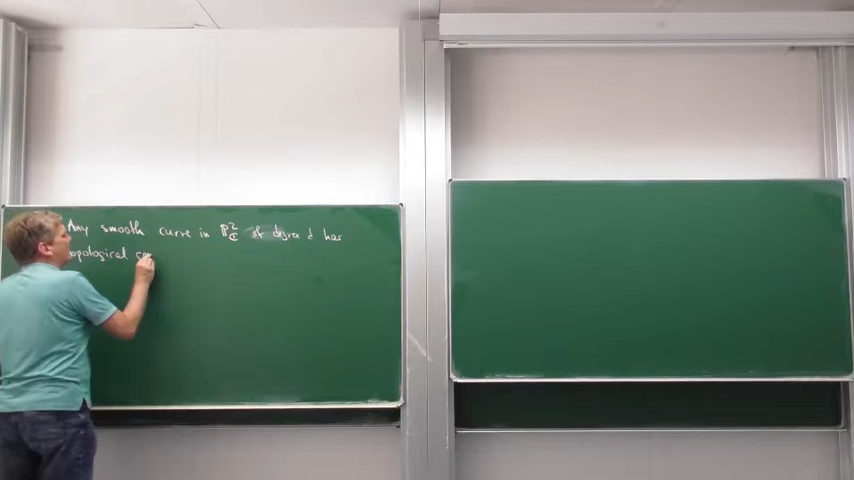 Any smooth curve in ℙ²_ℂ of degree d has
topological